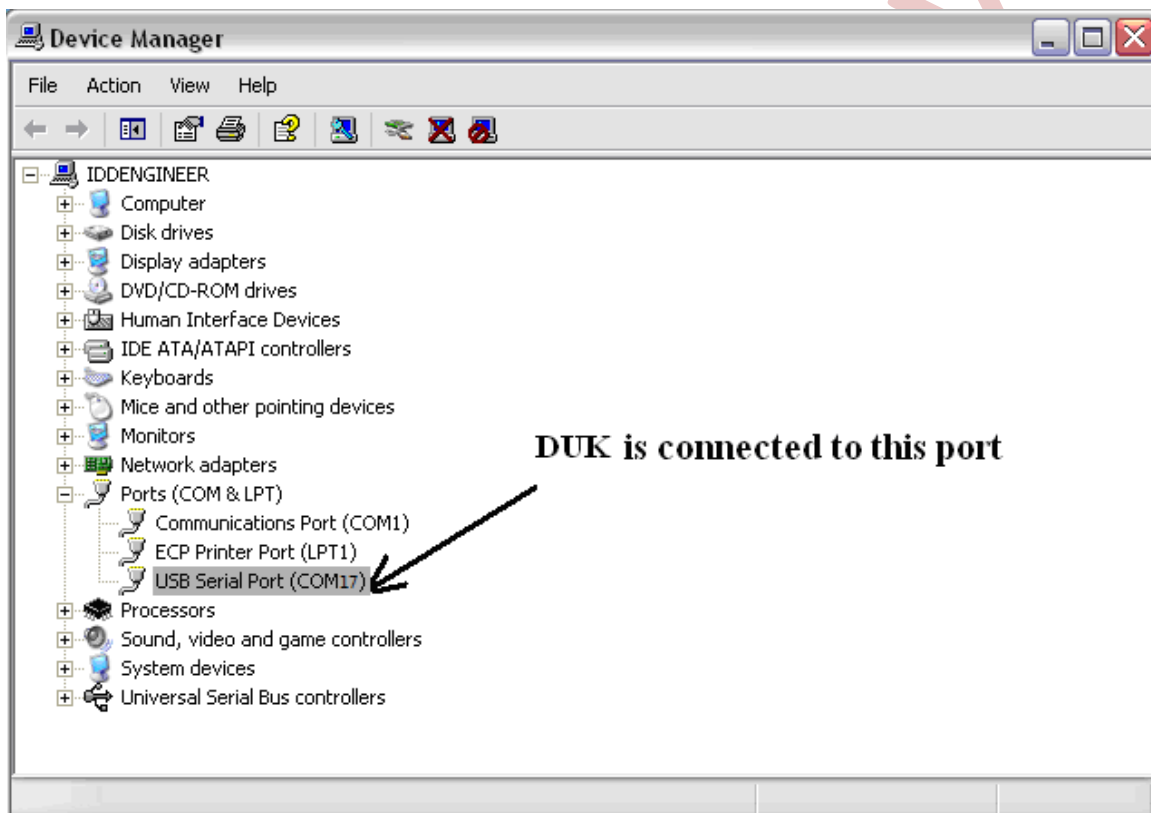 Device Manager
File Action View Help
IDDENGINEER
Computer
Disk drives
Display adapters
DVD/CD-ROM drives
Human Interface Devices
IDE ATA/ATAPI controllers
Keyboards
Mice and other pointing devices
Monitors
DUK is connected to this port
Network adapters
Ports (COM & LPT)
Communications Port (COM1)
ECP Printer Port (LPT1)
USB Serial Port (COM17)
Processors
Sound, video and game controllers
System devices
Universal Serial Bus controllers